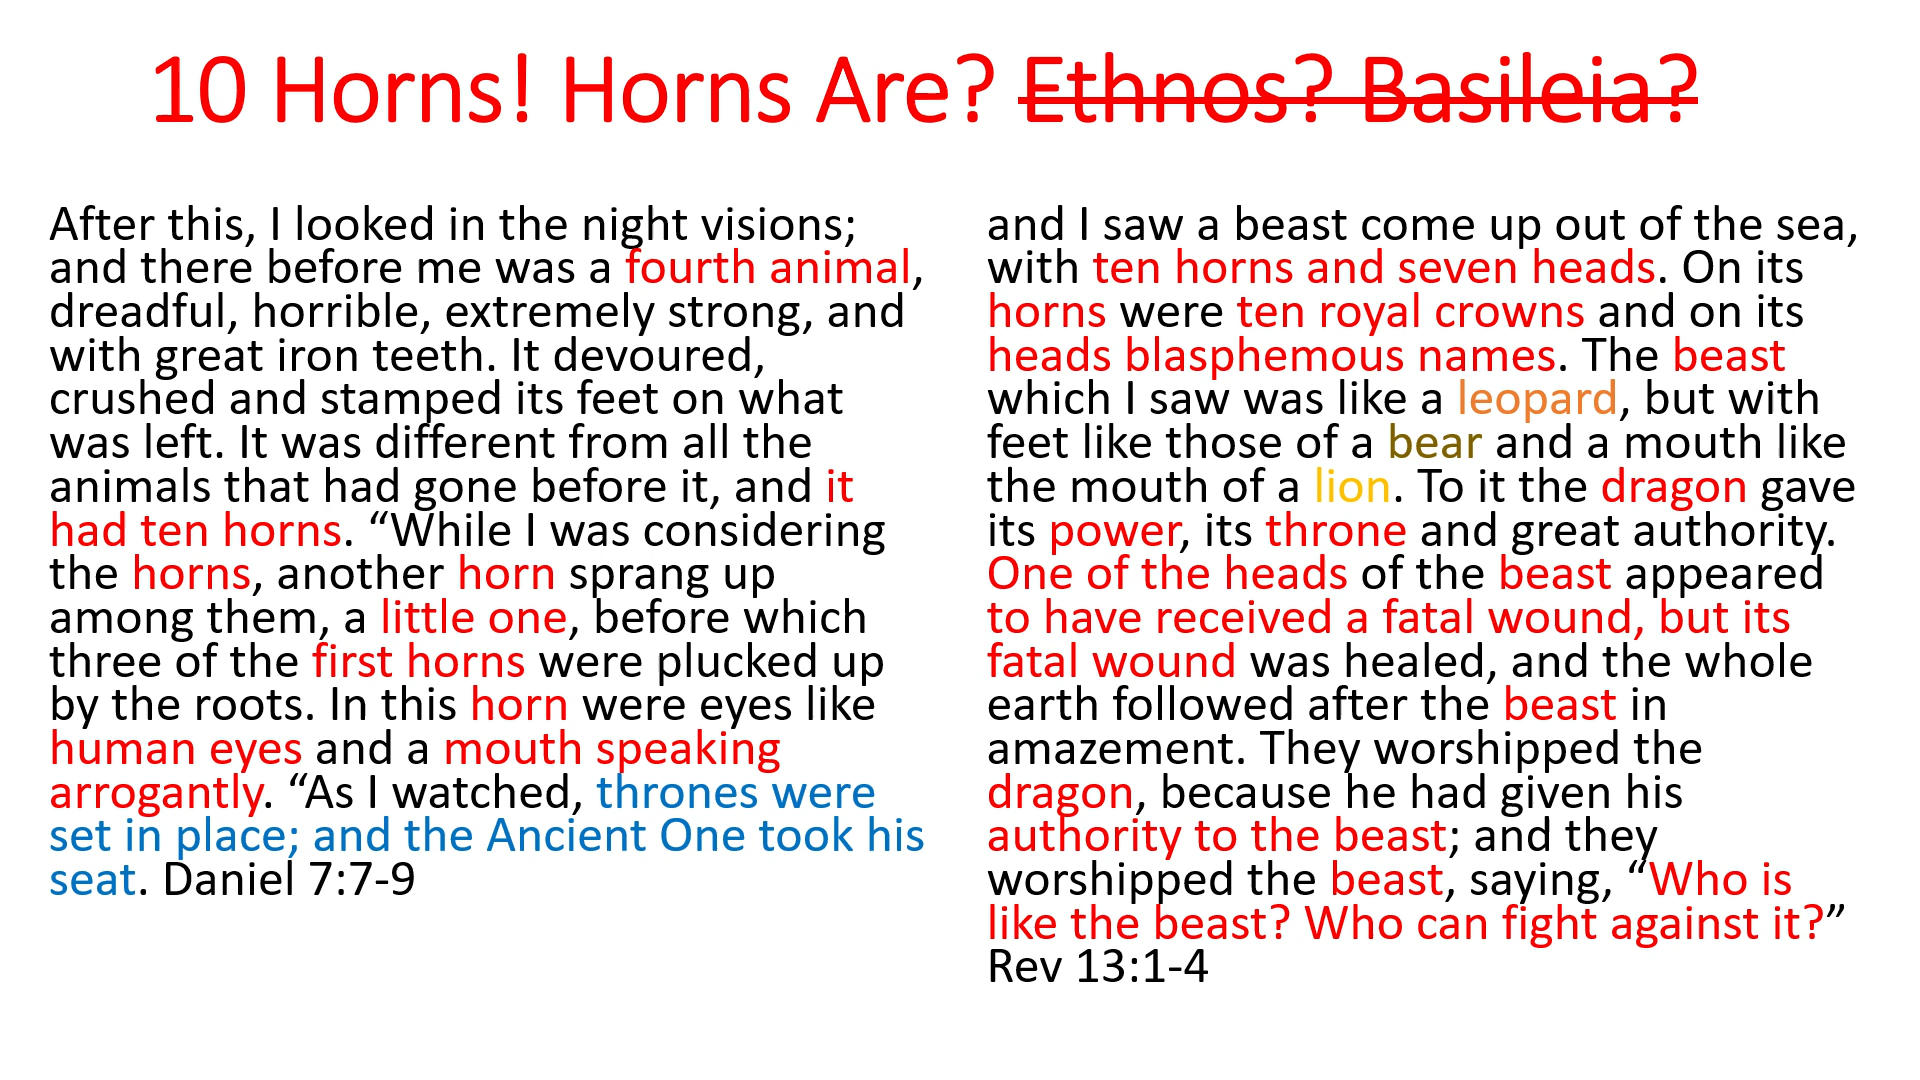 10 Horns! Horns Are? Ethnos? Basileia?
After this, I looked in the night visions;
and there before me was a fourth animal,
dreadful, horrible, extremely strong, and
with great iron teeth. It devoured,
crushed and stamped its feet on what
was left. It was different from all the
animals that had gone before it, and it
had ten horns. “While I was considering
the horns, another horn sprang up
among them, a little one, before which
three of the first horns were plucked up
by the roots. In this horn were eyes like
human eyes and a mouth speaking
arrogantly. “As I watched, thrones were
set in place; and the Ancient One took his
seat. Daniel 7:7-9
and I saw a beast come up out of the sea,
with ten horns and seven heads. On its
horns were ten royal crowns and on its
heads blasphemous names. The beast
which I saw was like a leopard, but with
feet like those of a bear and a mouth like
the mouth of a lion. To it the dragon gave
its power, its throne and great authority.
One of the heads of the beast appeared
to have received a fatal wound, but its
fatal wound was healed, and the whole
earth followed after the beast in
amazement. They worshipped the
dragon, because he had given his
authority to the beast; and they
worshipped the beast, saying, “Who is
like the beast? Who can fight against it?”
Rev 13:1-4